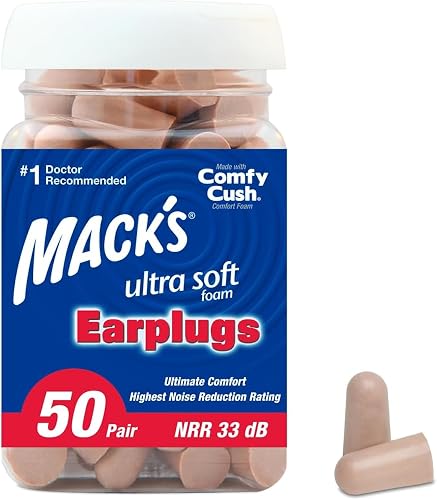 #1 Doctor
Recommended
Made with
Comfy
Cush®
Comfort Foam
MACK'S®
ultra soft
foam
Earplugs
Ultimate Comfort
Highest Noise Reduction Rating
50 Pair
NRR 33 dB